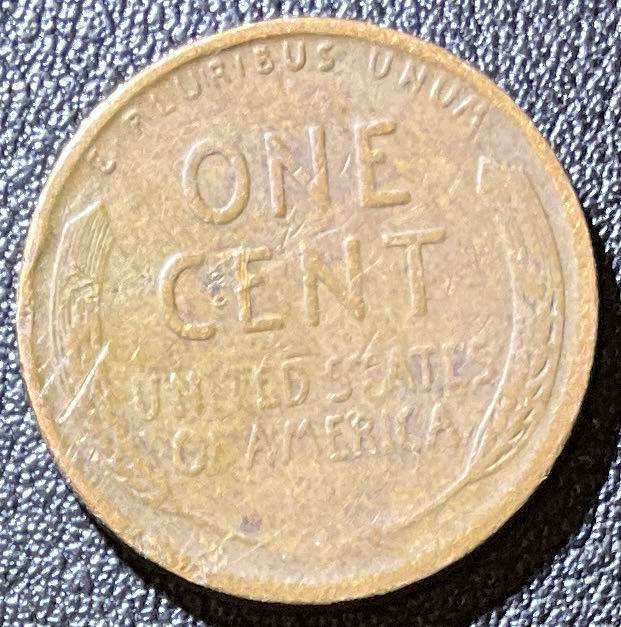 E PLURIBUS UNUM
ONE
CENT
UNITED STATES
OF AMERICA